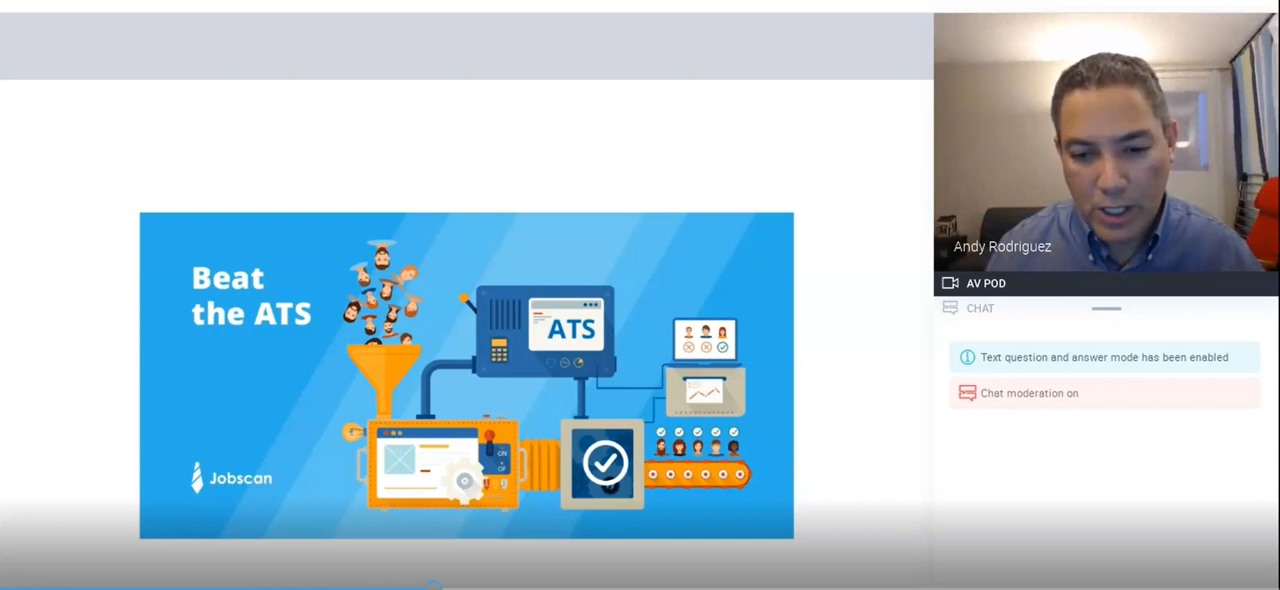 Beat
the ATS
ATS
ON
Jobscan
Andy Rodriguez
AV POD
CHAT
Text question and answer mode has been enabled
Chat moderation on